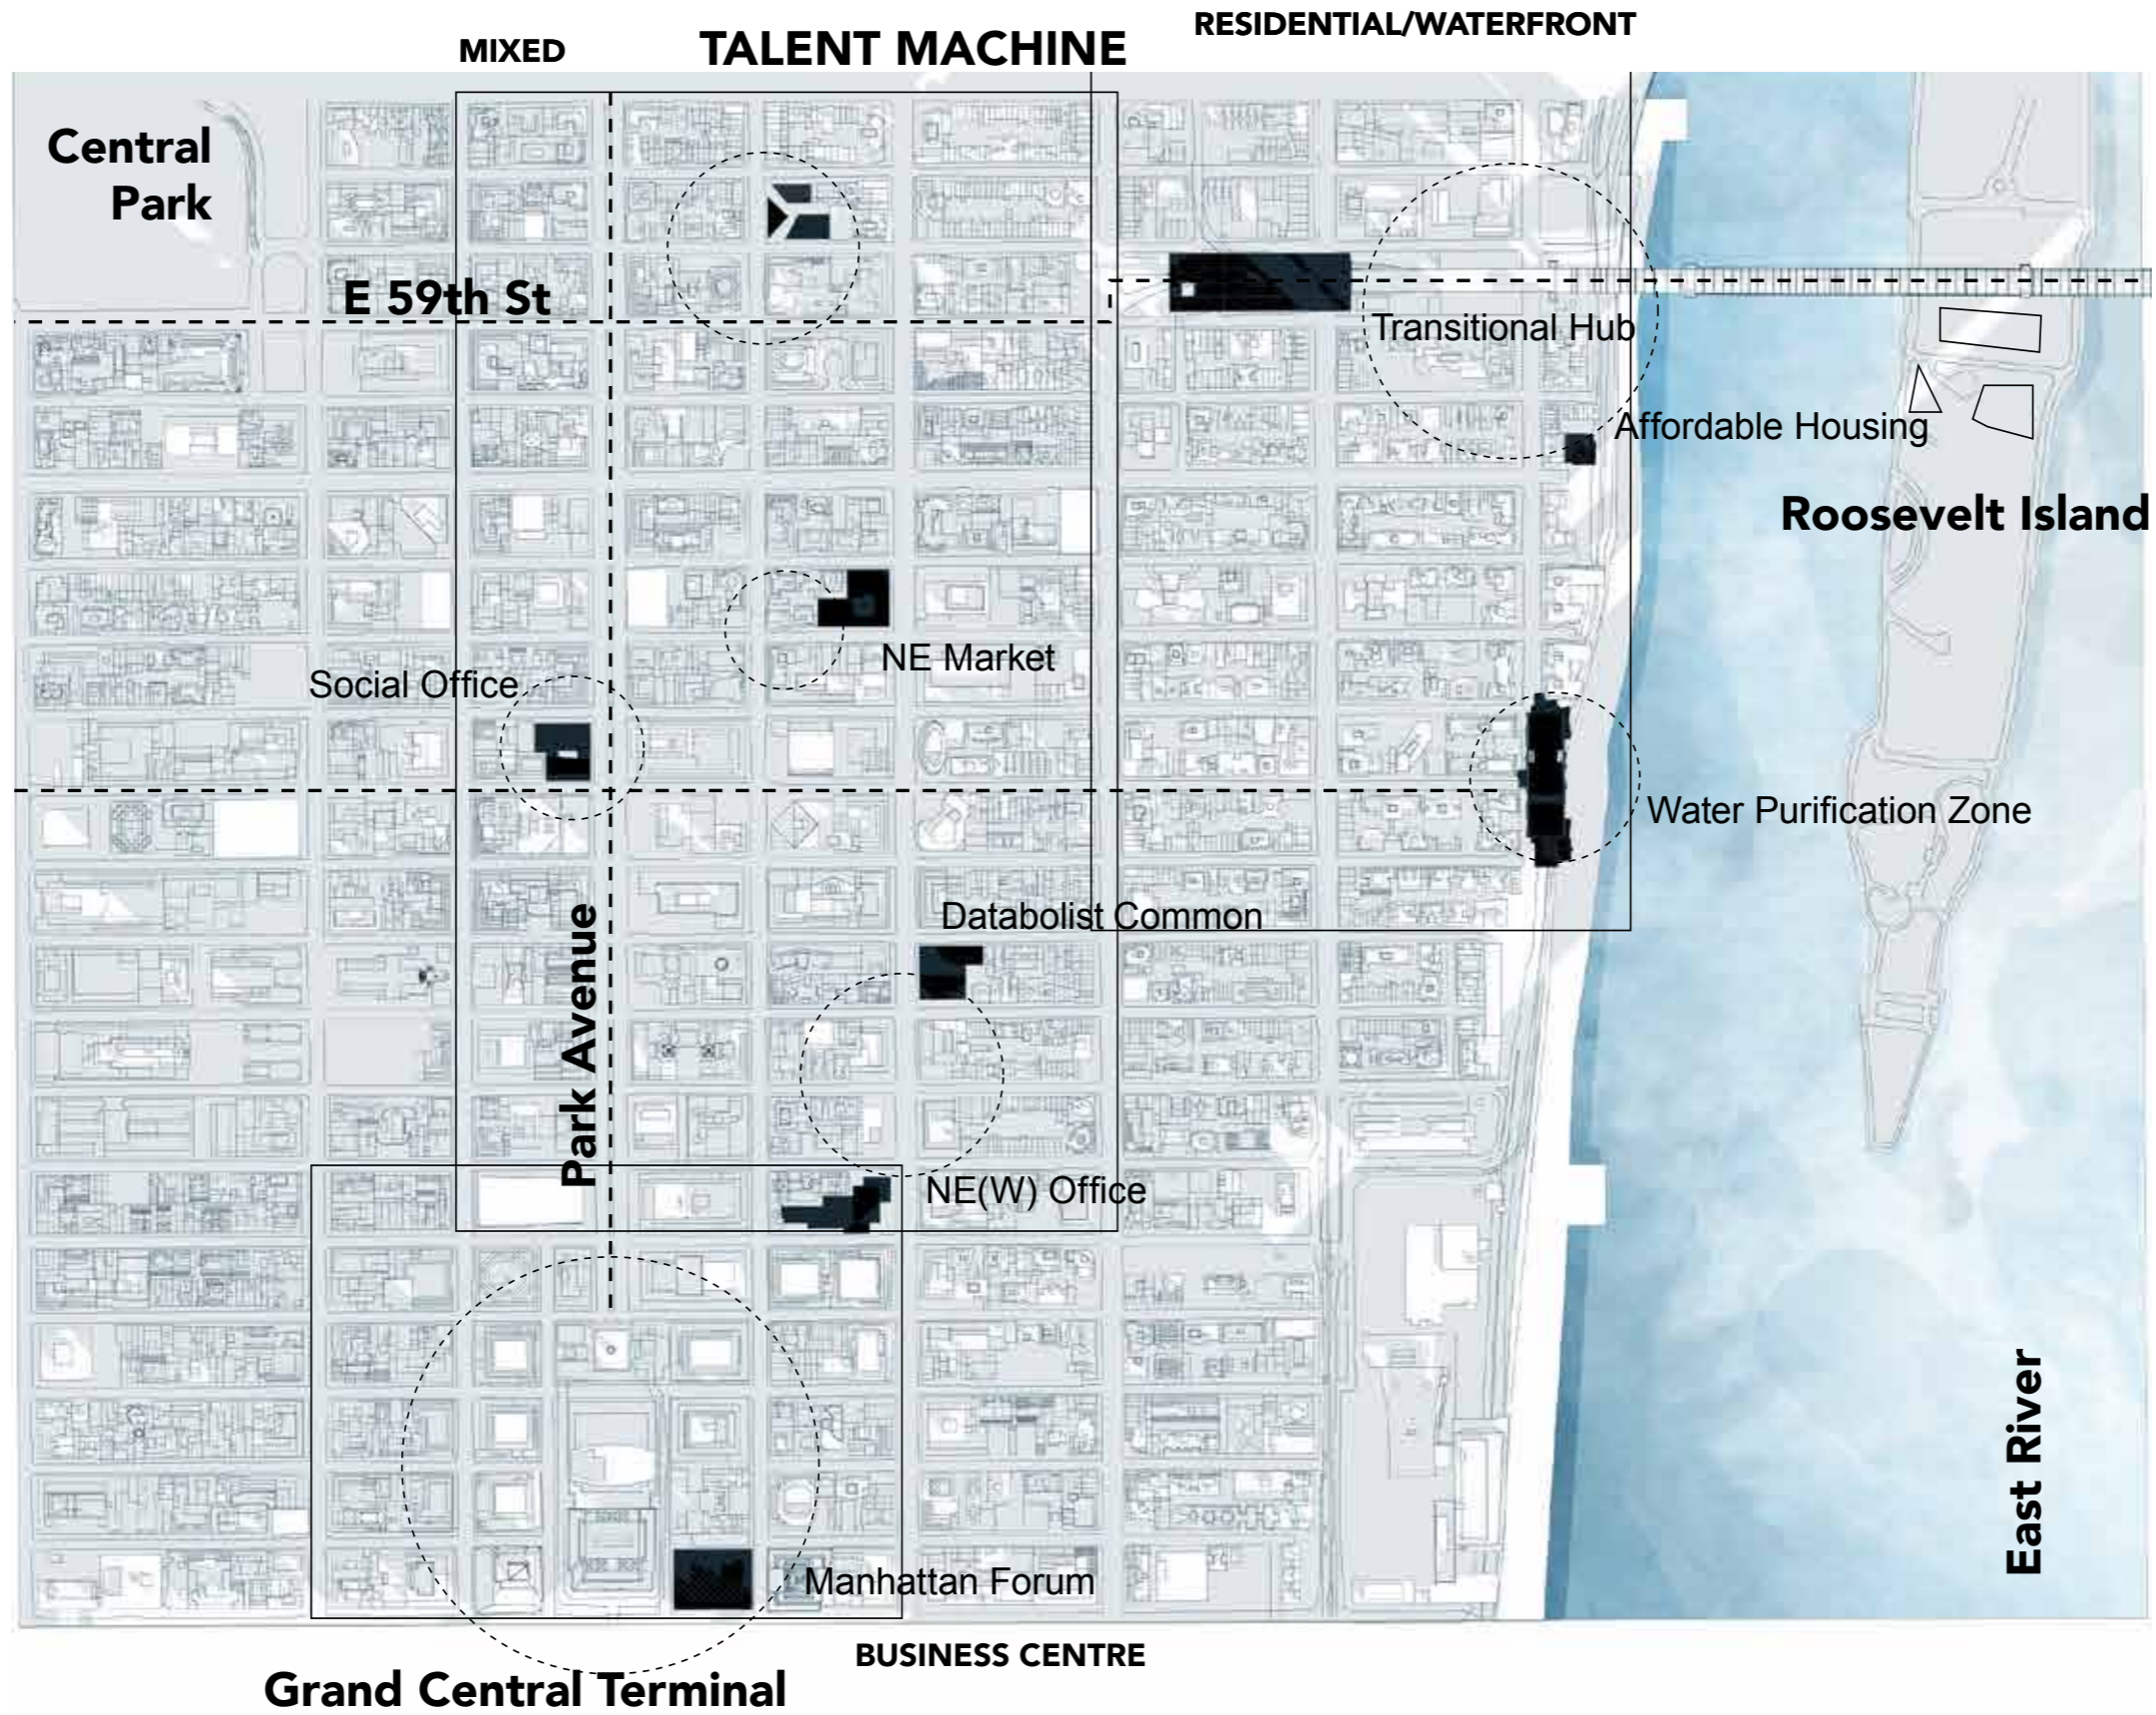 RESIDENTIAL/WATERFRONT
MIXED
TALENT MACHINE
Central
Park
E 59th St
Transitional Hub
Affordable Housing
Roosevelt Island
NE Market
Social Office
Water Purification Zone
Databolist Common
Park Avenue
NE(W) Office
East River
Manhattan Forum
BUSINESS CENTRE
Grand Central Terminal